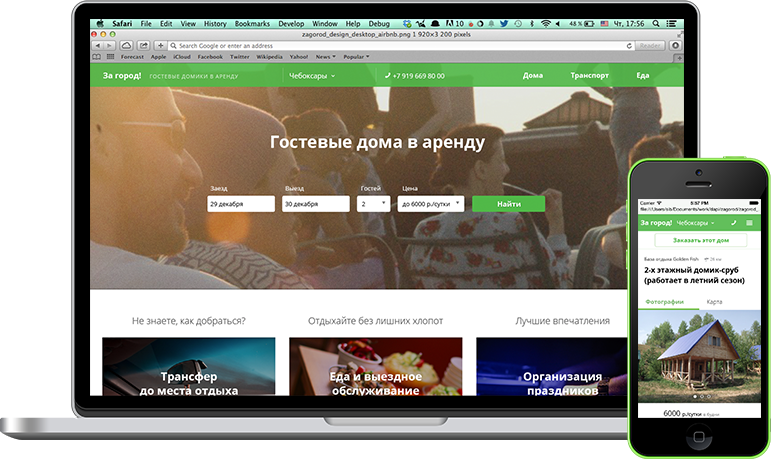 Safari File Edit View History Bookmarks Develop Window Help 10 48 % Чт, 17:56
zagorod_design_desktop_airbnb.png 1 920×3 200 pixels
Search Google or enter an address Reader
Forecast Apple iCloud Facebook Twitter Wikipedia Yahoo! News Popular
За город! ГОСТЕВЫЕ ДОМИКИ В АРЕНДУ Чебоксары +7 919 669 80 00 Дома Транспорт Еда
Гостевые дома в аренду
Заезд Выезд Гостей Цена
29 декабря 30 декабря 2 до 6000 р./сутки Найти
Не знаете, как добраться? Отдыхайте без лишних хлопот Лучшие впечатления
Трансфер
до места отдыха
Еда и выездное
обслуживание
Организация
праздников
Carrier 5:57 PM
За город! Чебоксары
Заказать этот дом
База отдыха Golden Fish
2-х этажный домик-сруб
(работает в летний сезон)
Фотографии Карта
6000 р./сутки в будни